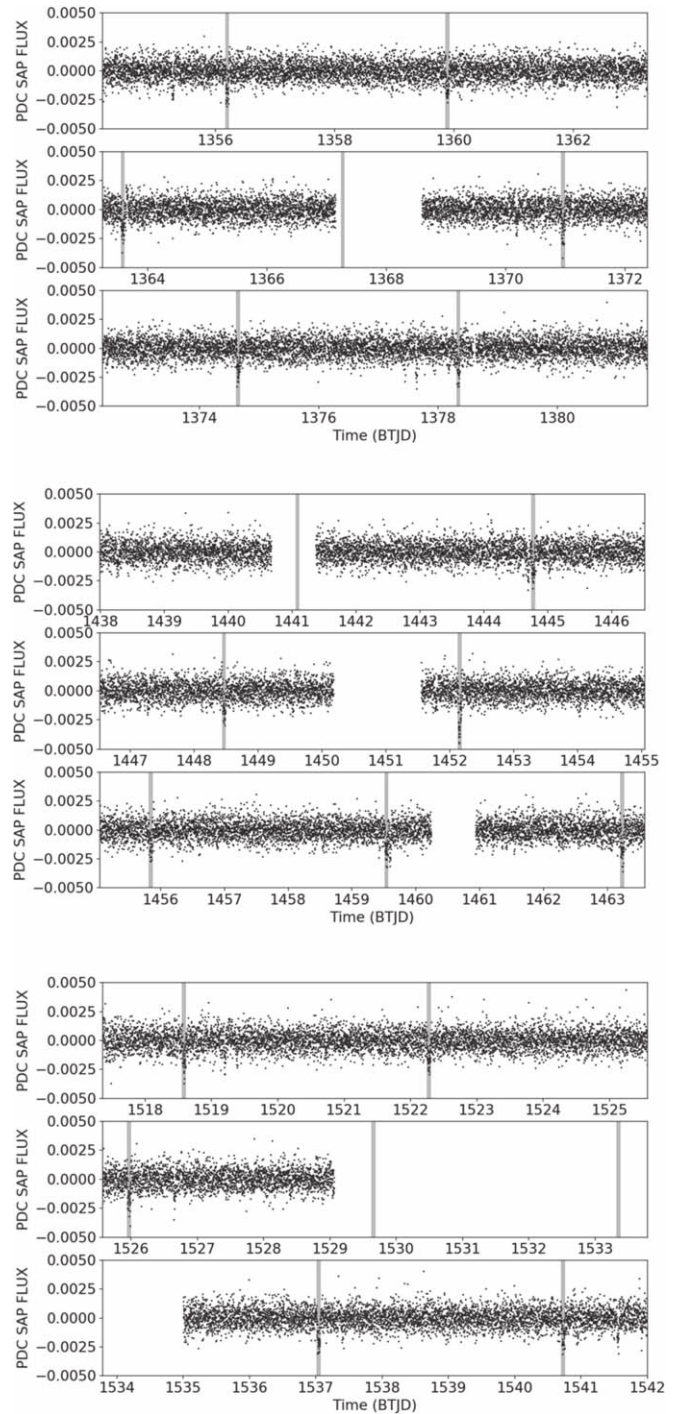 PDC SAP FLUX
0.0050
0.0025
0.0000
−0.0025
−0.0050
1356 1358 1360 1362
PDC SAP FLUX
0.0050
0.0025
0.0000
−0.0025
−0.0050
1364 1366 1368 1370 1372
PDC SAP FLUX
0.0050
0.0025
0.0000
−0.0025
−0.0050
1374 1376 1378 1380
Time (BTJD)
PDC SAP FLUX
0.0050
0.0025
0.0000
−0.0025
−0.0050
1438 1439 1440 1441 1442 1443 1444 1445 1446
PDC SAP FLUX
0.0050
0.0025
0.0000
−0.0025
−0.0050
1447 1448 1449 1450 1451 1452 1453 1454 1455
PDC SAP FLUX
0.0050
0.0025
0.0000
−0.0025
−0.0050
1456 1457 1458 1459 1460 1461 1462 1463
Time (BTJD)
PDC SAP FLUX
0.0050
0.0025
0.0000
−0.0025
−0.0050
1518 1519 1520 1521 1522 1523 1524 1525
PDC SAP FLUX
0.0050
0.0025
0.0000
−0.0025
−0.0050
1526 1527 1528 1529 1530 1531 1532 1533
PDC SAP FLUX
0.0050
0.0025
0.0000
−0.0025
−0.0050
1534 1535 1536 1537 1538 1539 1540 1541 1542
Time (BTJD)